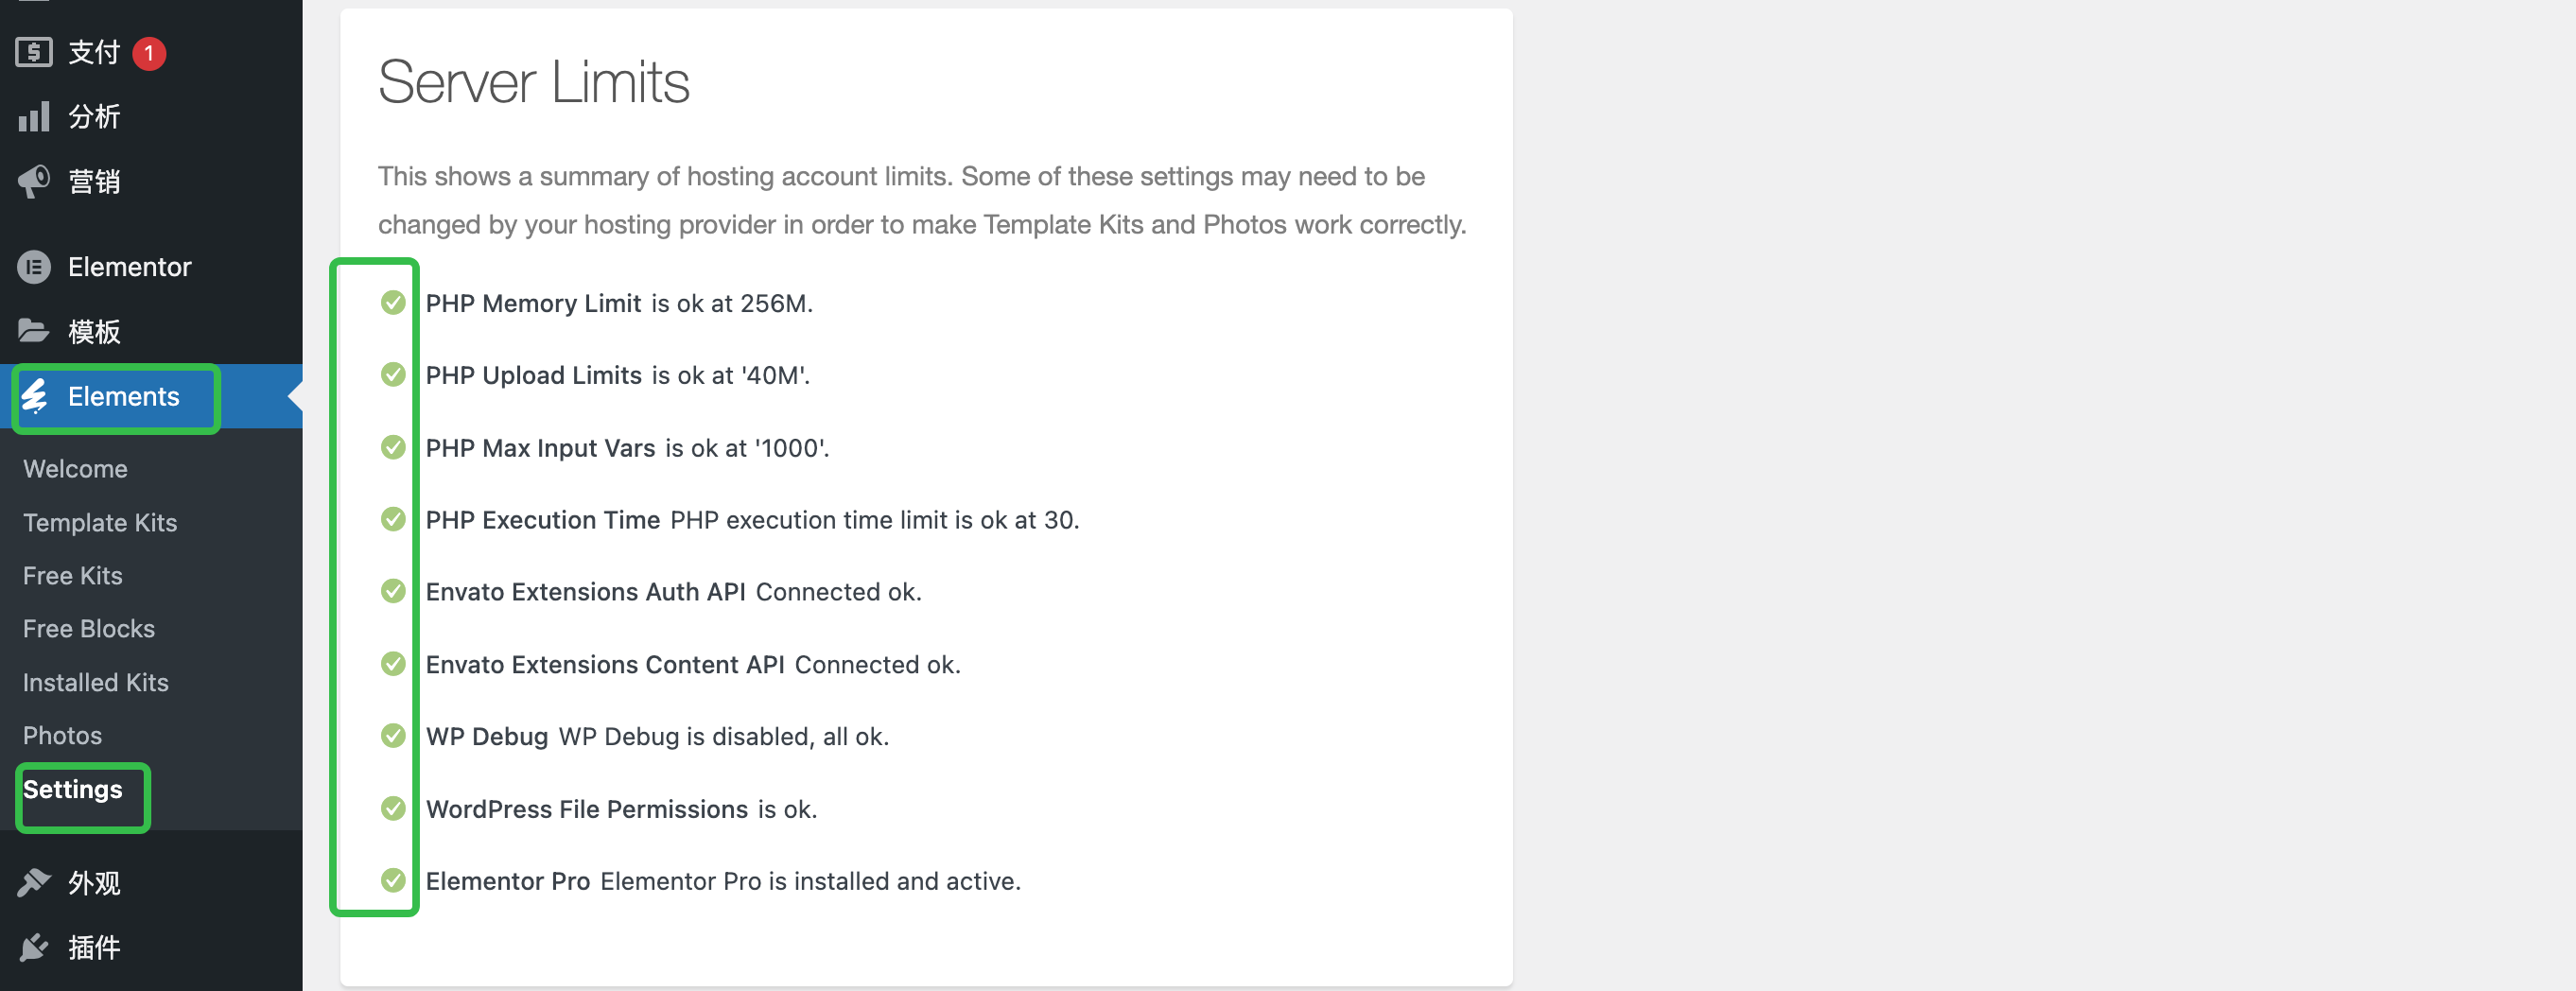 支付 1
分析
营销
Elementor
模板
Elements
Welcome
Template Kits
Free Kits
Free Blocks
Installed Kits
Photos
Settings
外观
插件
Server Limits
This shows a summary of hosting account limits. Some of these settings may need to be
changed by your hosting provider in order to make Template Kits and Photos work correctly.
PHP Memory Limit is ok at 256M.
PHP Upload Limits is ok at '40M'.
PHP Max Input Vars is ok at '1000'.
PHP Execution Time PHP execution time limit is ok at 30.
Envato Extensions Auth API Connected ok.
Envato Extensions Content API Connected ok.
WP Debug WP Debug is disabled, all ok.
WordPress File Permissions is ok.
Elementor Pro Elementor Pro is installed and active.